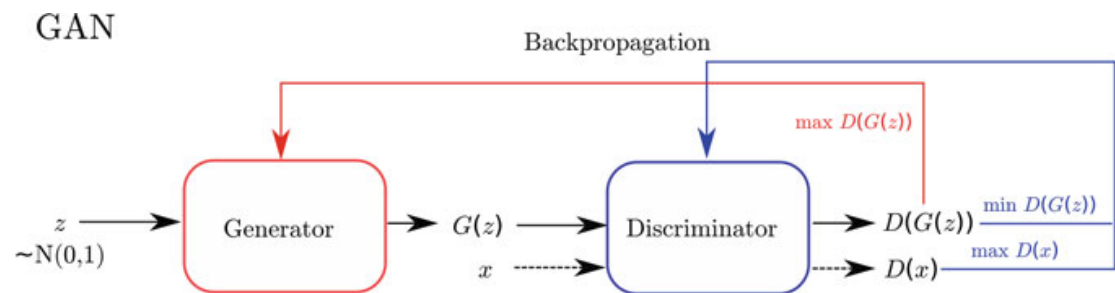 GAN
Backpropagation
max D(G(z))
z
~N(0,1)
Generator
G(z)
x
Discriminator
D(G(z))
min D(G(z))
D(x)
max D(x)